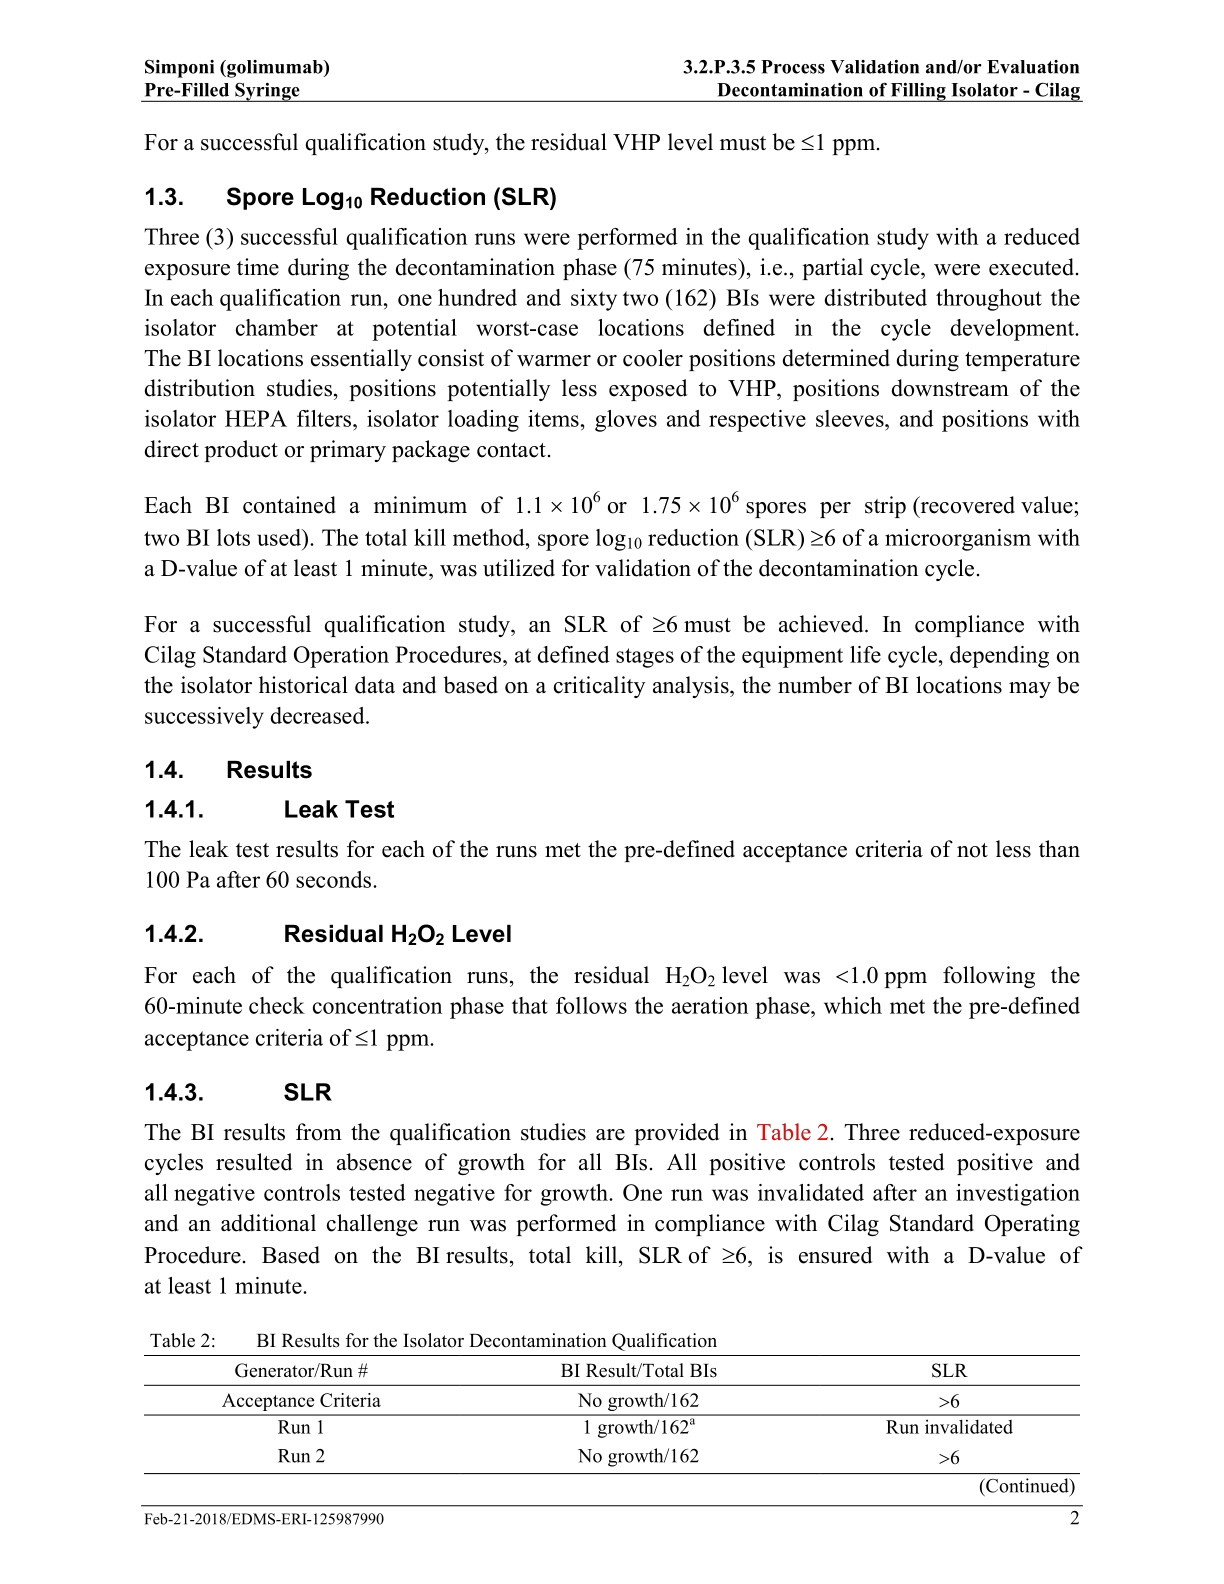 Simponi (golimumab) 3.2.P.3.5 Process Validation and/or Evaluation
Pre-Filled Syringe Decontamination of Filling Isolator - Cilag
For a successful qualification study, the residual VHP level must be ≤1 ppm.
1.3. Spore Log10 Reduction (SLR)
Three (3) successful qualification runs were performed in the qualification study with a reduced
exposure time during the decontamination phase (75 minutes), i.e., partial cycle, were executed.
In each qualification run, one hundred and sixty two (162) BIs were distributed throughout the
isolator chamber at potential worst-case locations defined in the cycle development.
The BI locations essentially consist of warmer or cooler positions determined during temperature
distribution studies, positions potentially less exposed to VHP, positions downstream of the
isolator HEPA filters, isolator loading items, gloves and respective sleeves, and positions with
direct product or primary package contact.
Each BI contained a minimum of 1.1 × 10⁶ or 1.75 × 10⁶ spores per strip (recovered value;
two BI lots used). The total kill method, spore log₁₀ reduction (SLR) ≥6 of a microorganism with
a D-value of at least 1 minute, was utilized for validation of the decontamination cycle.
For a successful qualification study, an SLR of ≥6 must be achieved. In compliance with
Cilag Standard Operation Procedures, at defined stages of the equipment life cycle, depending on
the isolator historical data and based on a criticality analysis, the number of BI locations may be
successively decreased.
1.4. Results
1.4.1. Leak Test
The leak test results for each of the runs met the pre-defined acceptance criteria of not less than
100 Pa after 60 seconds.
1.4.2. Residual H₂O₂ Level
For each of the qualification runs, the residual H₂O₂ level was <1.0 ppm following the
60-minute check concentration phase that follows the aeration phase, which met the pre-defined
acceptance criteria of ≤1 ppm.
1.4.3. SLR
The BI results from the qualification studies are provided in Table 2. Three reduced-exposure
cycles resulted in absence of growth for all BIs. All positive controls tested positive and
all negative controls tested negative for growth. One run was invalidated after an investigation
and an additional challenge run was performed in compliance with Cilag Standard Operating
Procedure. Based on the BI results, total kill, SLR of ≥6, is ensured with a D-value of
at least 1 minute.
Table 2: BI Results for the Isolator Decontamination Qualification
Generator/Run # BI Result/Total BIs SLR
Acceptance Criteria No growth/162 >6
Run 1 1 growth/162ᵃ Run invalidated
Run 2 No growth/162 >6
(Continued)
Feb-21-2018/EDMS-ERI-125987990 2